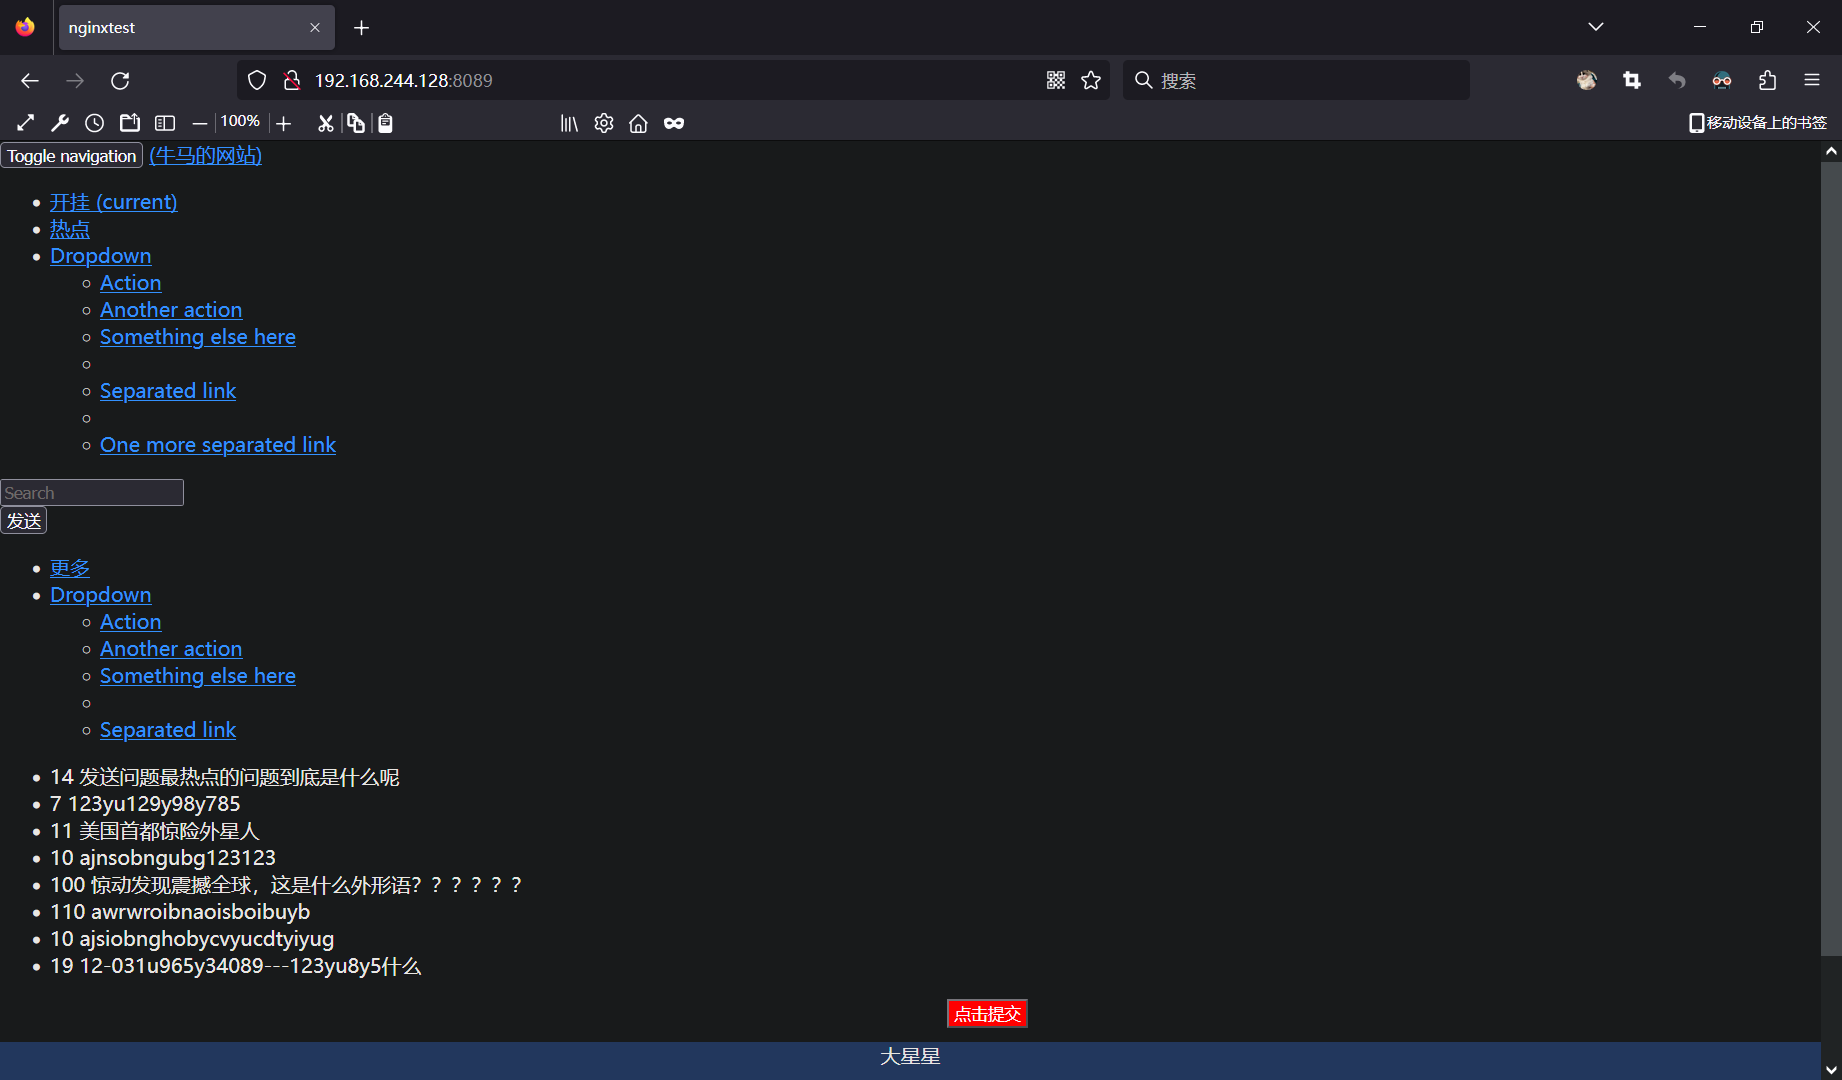 nginxtest
192.168.244.128:8089
搜索
100%
移动设备上的书签
Toggle navigation (牛马的网站)
开挂 (current)
热点
Dropdown
Action
Another action
Something else here
Separated link
One more separated link
Search
发送
更多
Dropdown
Action
Another action
Something else here
Separated link
14 发送问题最热点的问题到底是什么呢
7 123yu129y98y785
11 美国首都惊险外星人
10 ajnsobngubg123123
100 惊动发现震撼全球，这是什么外形语？？？？？？
110 awrwroibnaoisboibuyb
10 ajsiobnghobycvyucdtyiyug
19 12-031u965y34089---123yu8y5什么
点击提交
大星星